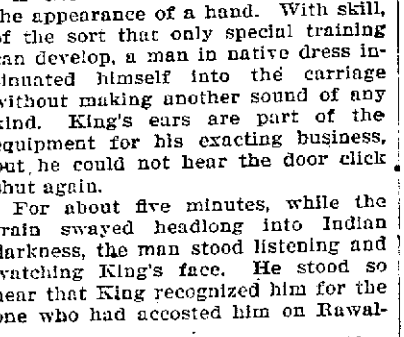 he appearance of a hand. With skill,
of the sort that only special training
can develop, a man in native dress in-
sinuated himself into the carriage
without making another sound of any
kind. King's ears are part of the
equipment for his exacting business,
but he could not hear the door click
shut again.
For about five minutes, while the
train swayed headlong into Indian
darkness, the man stood listening and
watching King's face. He stood so
near that King recognized him for the
one who had accosted him on Rawal-